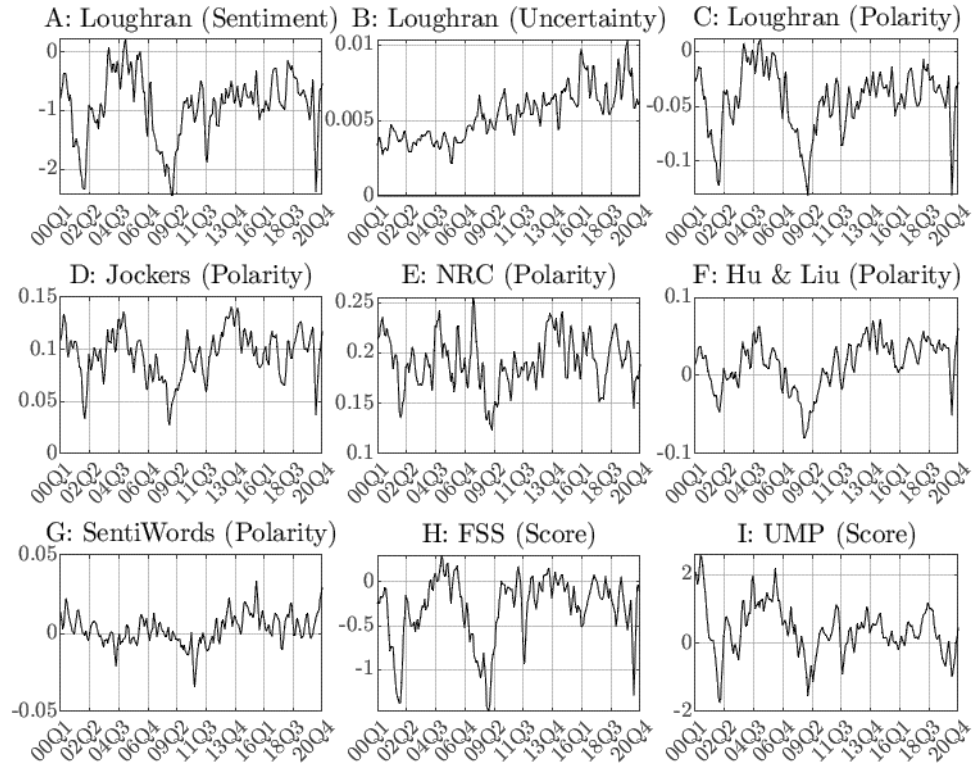 A: Loughran (Sentiment)
0
-1
-2
00Q1 02Q2 04Q3 06Q4 09Q2 11Q3 13Q4 16Q1 18Q3 20Q4
B: Loughran (Uncertainty)
0.01
0.005
0
00Q1 02Q2 04Q3 06Q4 09Q2 11Q3 13Q4 16Q1 18Q3 20Q4
C: Loughran (Polarity)
0
-0.05
-0.1
00Q1 02Q2 04Q3 06Q4 09Q2 11Q3 13Q4 16Q1 18Q3 20Q4
D: Jockers (Polarity)
0.15
0.1
0.05
0
00Q1 02Q2 04Q3 06Q4 09Q2 11Q3 13Q4 16Q1 18Q3 20Q4
E: NRC (Polarity)
0.25
0.2
0.15
0.1
00Q1 02Q2 04Q3 06Q4 09Q2 11Q3 13Q4 16Q1 18Q3 20Q4
F: Hu & Liu (Polarity)
0.1
0
-0.1
00Q1 02Q2 04Q3 06Q4 09Q2 11Q3 13Q4 16Q1 18Q3 20Q4
G: SentiWords (Polarity)
0.05
0
-0.05
00Q1 02Q2 04Q3 06Q4 09Q2 11Q3 13Q4 16Q1 18Q3 20Q4
H: FSS (Score)
0
-0.5
-1
00Q1 02Q2 04Q3 06Q4 09Q2 11Q3 13Q4 16Q1 18Q3 20Q4
I: UMP (Score)
2
0
-2
00Q1 02Q2 04Q3 06Q4 09Q2 11Q3 13Q4 16Q1 18Q3 20Q4